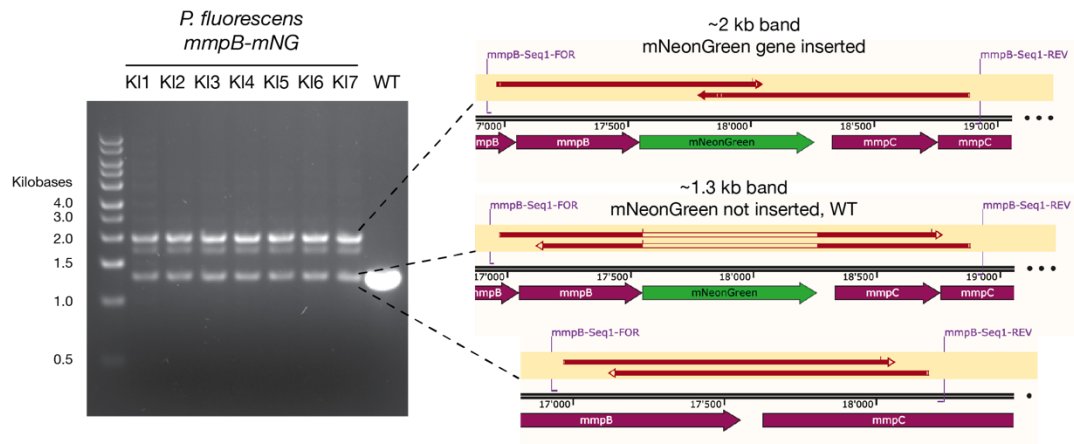 P. fluorescens
mmpB-mNG
KI1 KI2 KI3 KI4 KI5 KI6 KI7 WT
Kilobases
4.0
3.0
2.0
1.5
1.0
0.5
~2 kb band
mNeonGreen gene inserted
mmpB-Seq1-FOR mmpB-Seq1-REV
7'000 17'500 18'000 18'500 19'000
mpB mmpB mNeonGreen mmpC mmpC
~1.3 kb band
mNeonGreen not inserted, WT
mmpB-Seq1-FOR mmpB-Seq1-REV
17'000 17'500 18'000 18'500 19'000
mmpB mmpB mNeonGreen mmpC mmpC
mmpB-Seq1-FOR mmpB-Seq1-REV
17'000 17'500 18'000
mmpB mmpC